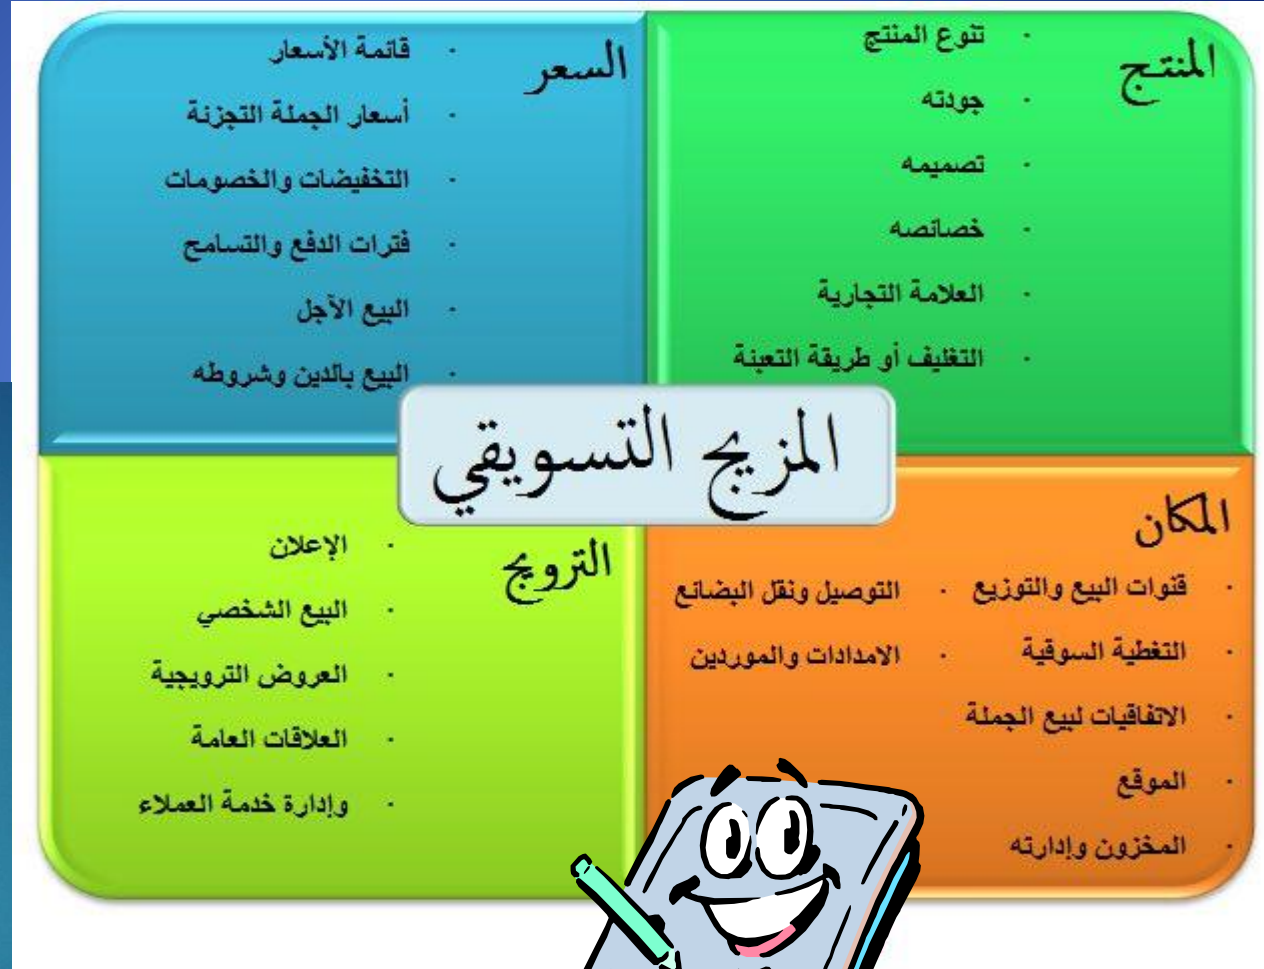 المنتج
· تنوع المنتج
· جودته
· تصميمه
· خصائصه
· العلامة التجارية
· التغليف أو طريقة التعبئة
السعر
· قائمة الأسعار
· أسعار الجملة التجزئة
· التخفيضات والخصومات
· فترات الدفع والتسامح
· البيع الآجل
· البيع بالدين وشروطه
المزيج التسويقي
المكان
· قنوات البيع والتوزيع
· التغطية السوقية
· الاتفاقيات لبيع الجملة
· الموقع
· المخزون وإدارته
· التوصيل ونقل البضائع
· الامدادات والموردين
الترويج
· الإعلان
· البيع الشخصي
· العروض الترويجية
· العلاقات العامة
· وإدارة خدمة العملاء